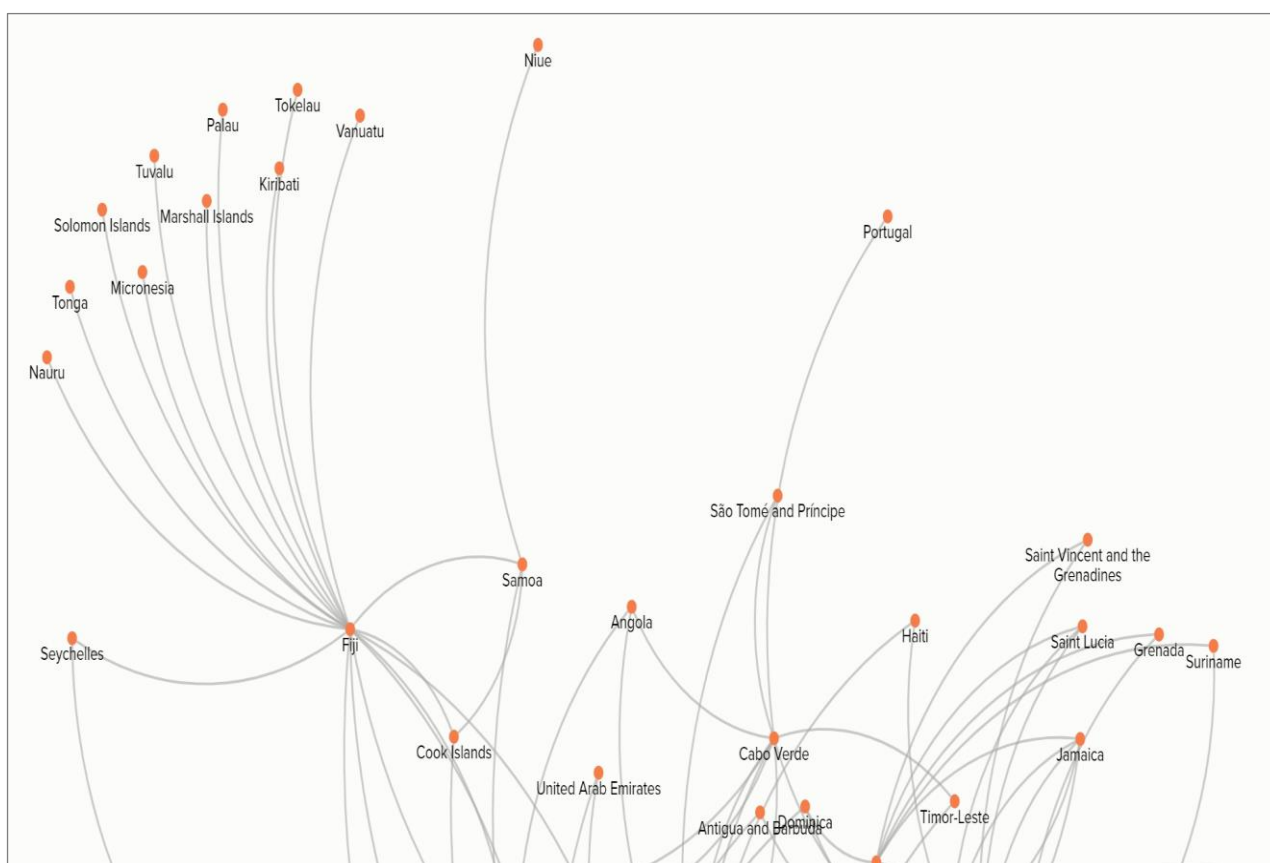 Niue
Tokelau
Palau
Vanuatu
Tuvalu
Kiribati
Marshall Islands
Solomon Islands
Portugal
Micronesia
Tonga
Nauru
São Tomé and Príncipe
Saint Vincent and the
Grenadines
Samoa
Angola
Haiti
Fiji
Saint Lucia
Grenada
Seychelles
Suriname
Cook Islands
Cabo Verde
Jamaica
United Arab Emirates
Timor-Leste
Dominica
Antigua and Barbuda